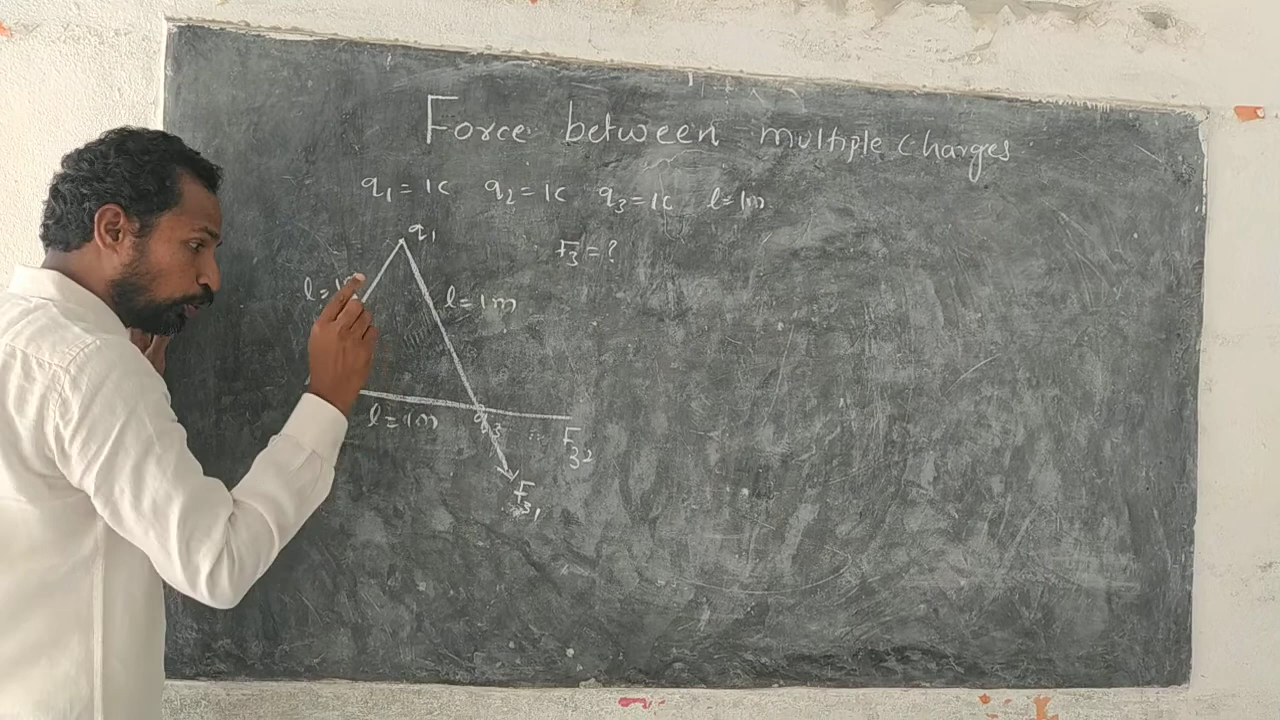 Force between multiple charges
q₁ = 1c q₂ = 1c q₃ = 1c l = 1m
q₁
F₃ = ?
l = 1m
l = 1m
q₃
F₃₂
F₃₁